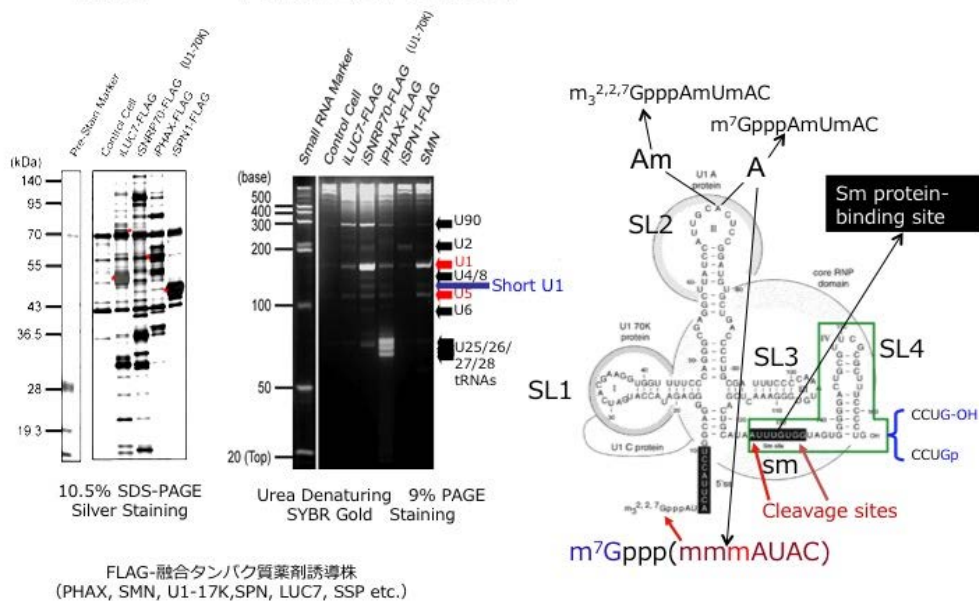 Pre-Stain Marker
Control Cell
iLUC7-FLAG
iSNRP70-FLAG (U1-70K)
iPHAX-FLAG
iSPN1-FLAG
(kDa)
140
95
70
55
43
36.5
28
19.3
10.5% SDS-PAGE
Silver Staining
Small RNA Marker
Control Cell
iLUC7-FLAG
iSNRP70-FLAG (U1-70K)
iPHAX-FLAG
iSPN1-FLAG
SMN
(base)
500
400
300
200
100
50
20 (Top)
U90
U2
U1
U4/8
Short U1
U5
U6
U25/26/
27/28
tRNAs
Urea Denaturing 9% PAGE
SYBR Gold Staining
FLAG-融合タンパク質薬剤誘導株
(PHAX, SMN, U1-17K,SPN, LUC7, SSP etc.)
m32,2,7GpppAmUmAC
m7GpppAmUmAC
Am
A
U1 A
protein
SL2
Sm protein-
binding site
core RNP
domain
U1 70K
protein
SL1
SL3
SL4
U1 C protein
AUUUGUGG
Sm site
sm
CCUG-OH
CCUGp
Cleavage sites
5'ss
m32,2,7GpppAU
m7Gppp(mmmAUAC)